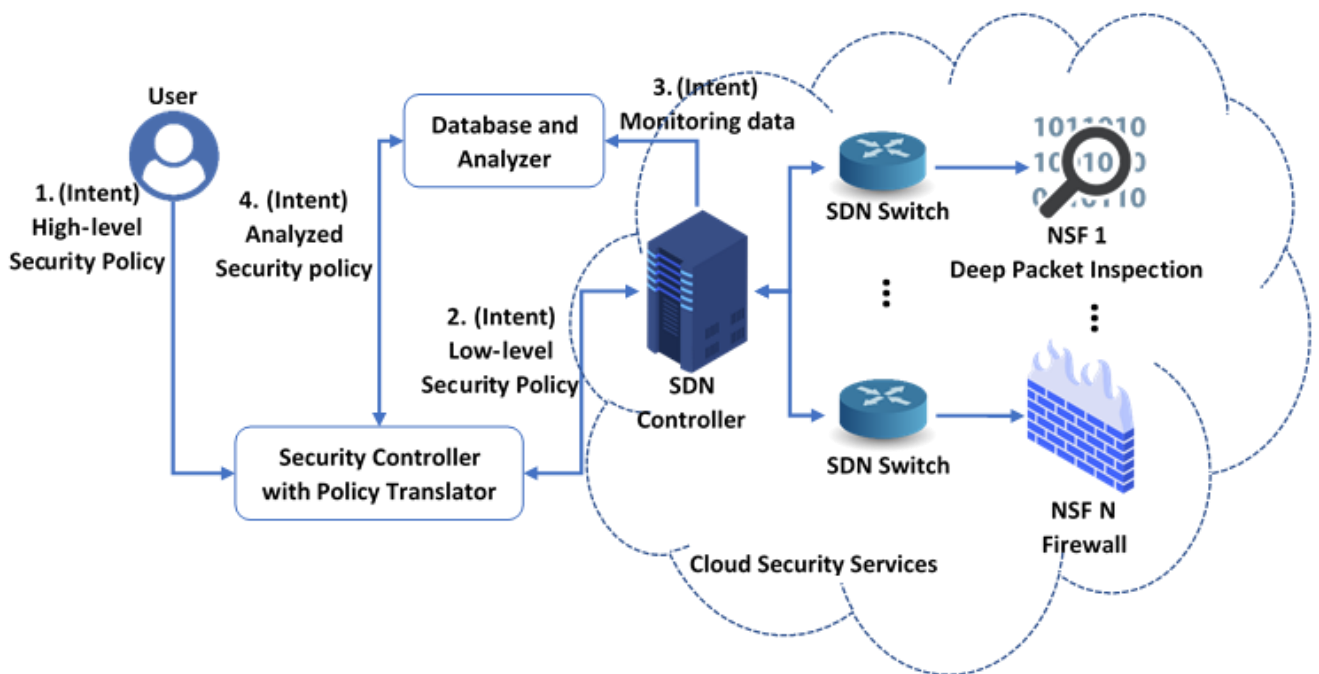 User
1. (Intent)
High-level
Security Policy
Database and
Analyzer
4. (Intent)
Analyzed
Security policy
3. (Intent)
Monitoring data
2. (Intent)
Low-level
Security Policy
Security Controller
with Policy Translator
SDN
Controller
SDN Switch
SDN Switch
NSF 1
Deep Packet Inspection
NSF N
Firewall
Cloud Security Services